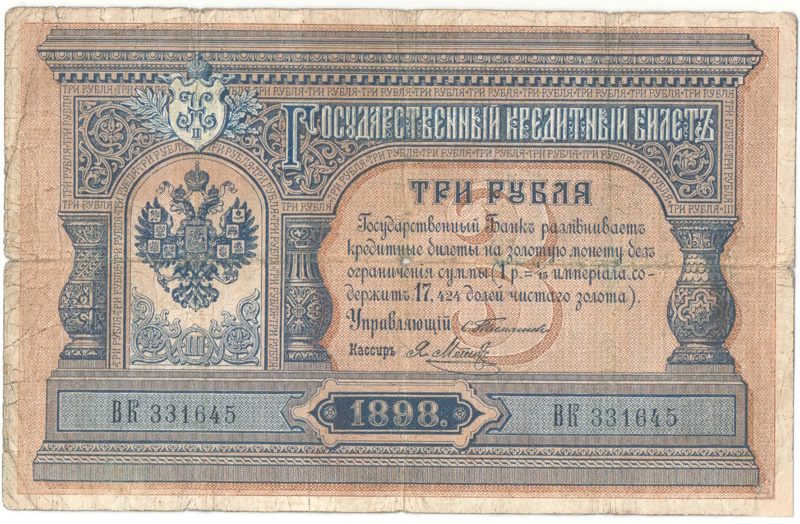 Государственный Кредитный Билетъ
ТРИ РУБЛЯ
Государственный Банкъ размѣниваетъ
кредитные билеты на золотую монету безъ
ограничения суммы (1 р. = 1/15 имперіала, со-
держитъ 17,424 долей чистаго золота).
Управляющій
Кассиръ
ВК 331645
1898.
ВК 331645